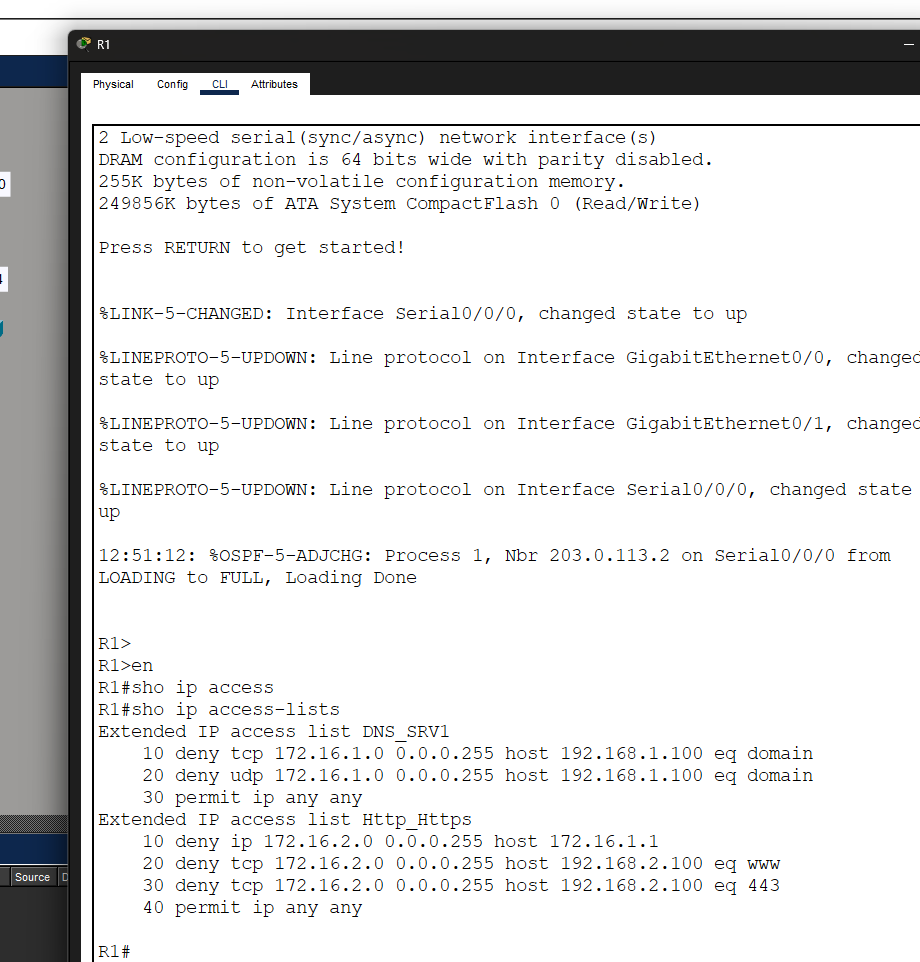 R1
Physical Config CLI Attributes
2 Low-speed serial(sync/async) network interface(s)
DRAM configuration is 64 bits wide with parity disabled.
255K bytes of non-volatile configuration memory.
249856K bytes of ATA System CompactFlash 0 (Read/Write)
Press RETURN to get started!
%LINK-5-CHANGED: Interface Serial0/0/0, changed state to up
%LINEPROTO-5-UPDOWN: Line protocol on Interface GigabitEthernet0/0, changed
state to up
%LINEPROTO-5-UPDOWN: Line protocol on Interface GigabitEthernet0/1, changed
state to up
%LINEPROTO-5-UPDOWN: Line protocol on Interface Serial0/0/0, changed state
up
12:51:12: %OSPF-5-ADJCHG: Process 1, Nbr 203.0.113.2 on Serial0/0/0 from
LOADING to FULL, Loading Done
R1>
R1>en
R1#sho ip access
R1#sho ip access-lists
Extended IP access list DNS_SRV1
10 deny tcp 172.16.1.0 0.0.0.255 host 192.168.1.100 eq domain
20 deny udp 172.16.1.0 0.0.0.255 host 192.168.1.100 eq domain
30 permit ip any any
Extended IP access list Http_Https
10 deny ip 172.16.2.0 0.0.0.255 host 172.16.1.1
20 deny tcp 172.16.2.0 0.0.0.255 host 192.168.2.100 eq www
30 deny tcp 172.16.2.0 0.0.0.255 host 192.168.2.100 eq 443
40 permit ip any any
R1#
0
Source